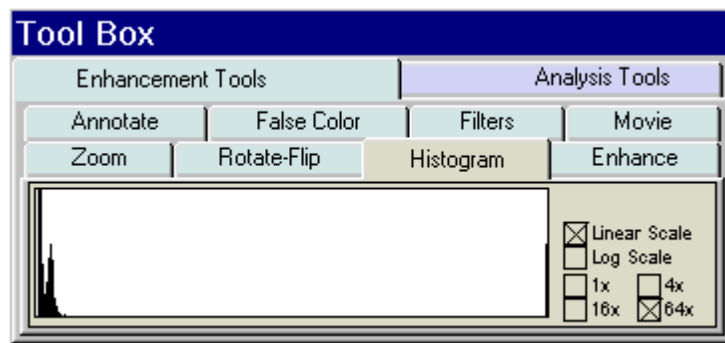 Tool Box
Enhancement Tools Analysis Tools
Annotate False Color Filters Movie
Zoom Rotate-Flip Histogram Enhance
Linear Scale
Log Scale
1x 4x
16x 64x